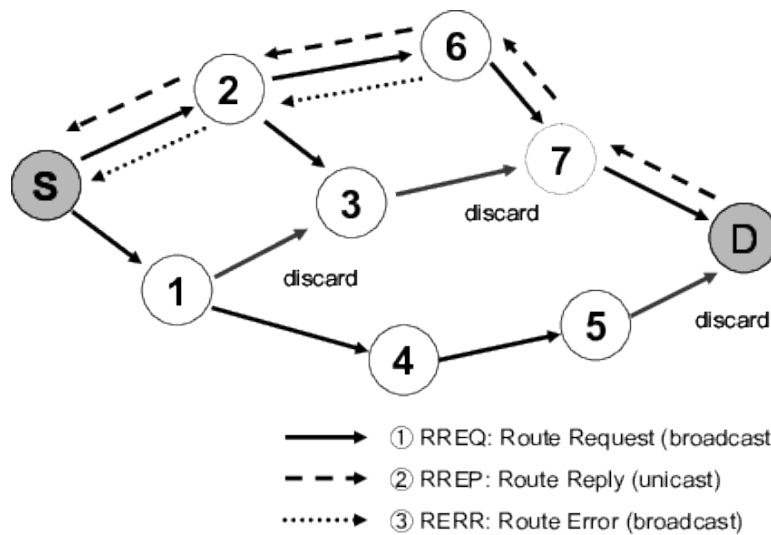 6
2
S
7
3
discard
D
discard
1
5
discard
4
① RREQ: Route Request (broadcast
② RREP: Route Reply (unicast)
③ RERR: Route Error (broadcast)